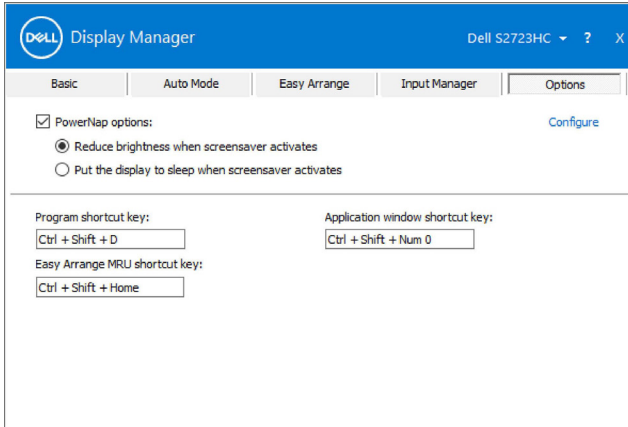 DELL Display Manager Dell S2723HC ? X
Basic Auto Mode Easy Arrange Input Manager Options
PowerNap options: Configure
Reduce brightness when screensaver activates
Put the display to sleep when screensaver activates
Program shortcut key: Application window shortcut key:
Ctrl + Shift + D Ctrl + Shift + Num 0
Easy Arrange MRU shortcut key:
Ctrl + Shift + Home